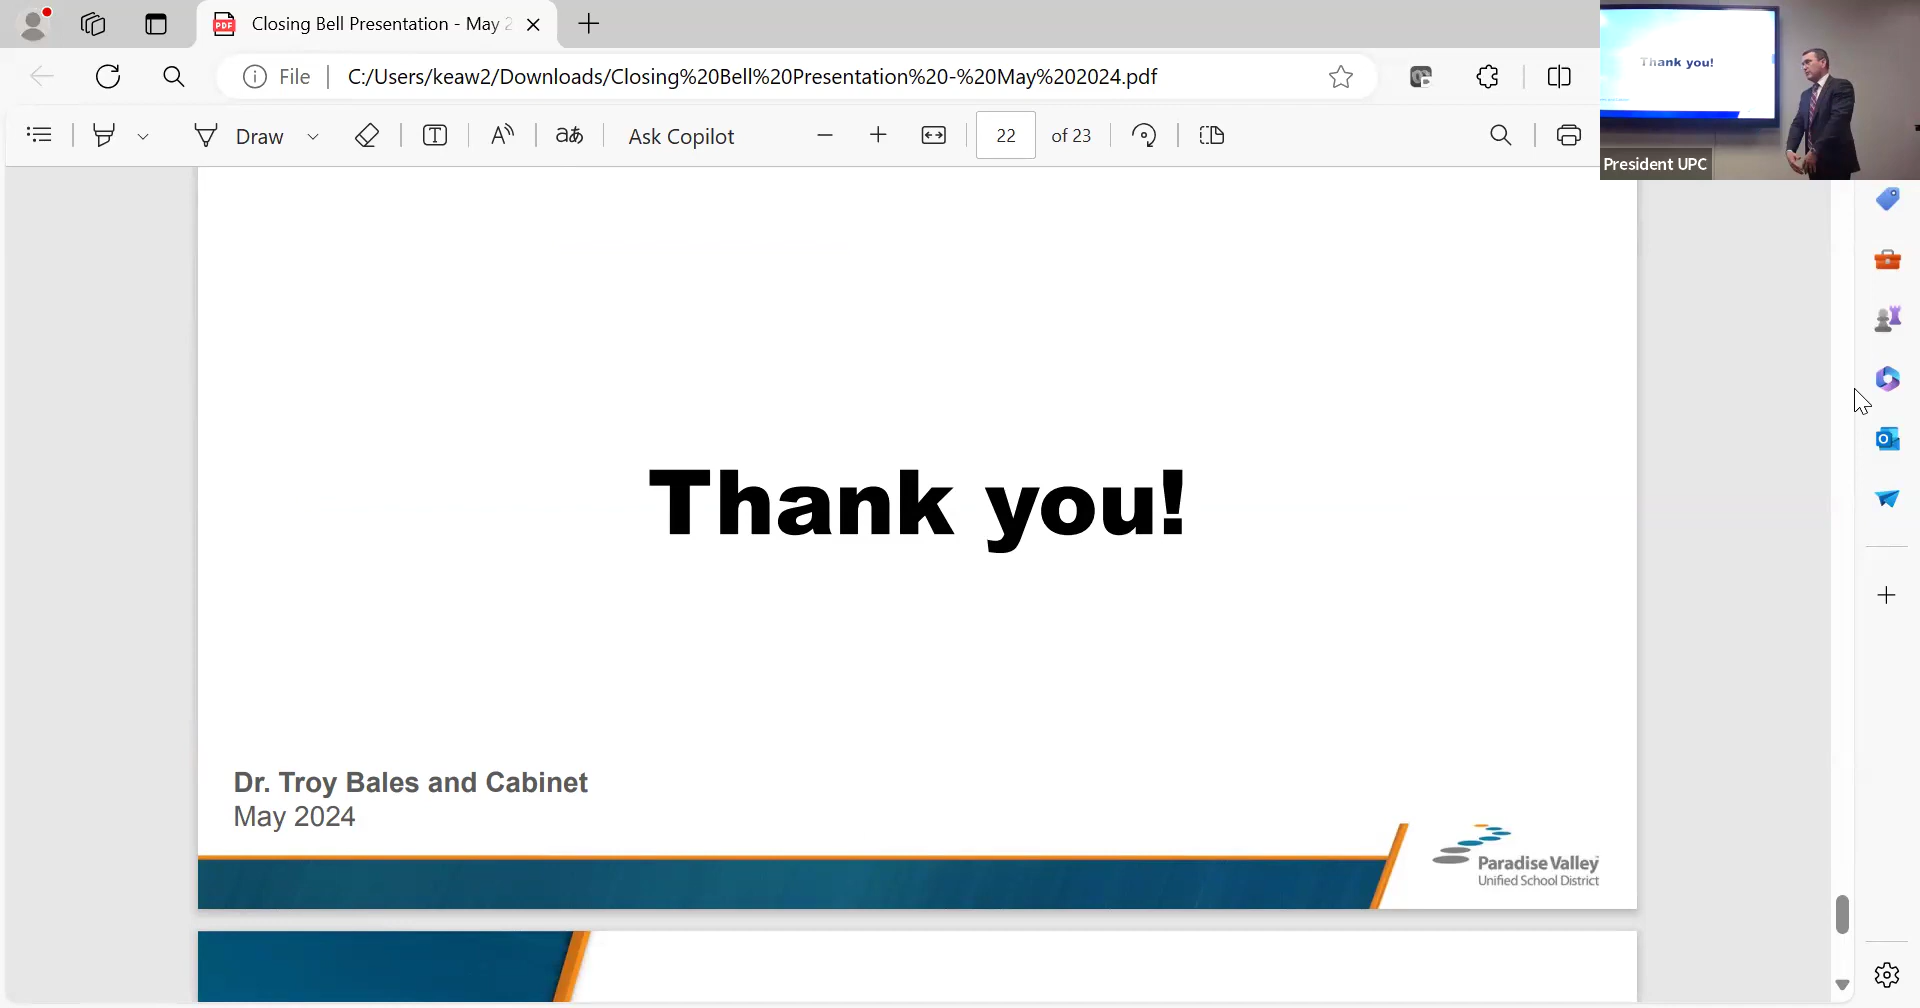 Closing Bell Presentation - May 2
File
C:/Users/keaw2/Downloads/Closing%20Bell%20Presentation%20-%20May%202024.pdf
Draw
Ask Copilot
22
of 23
Thank you!
President UPC
Thank you!
Dr. Troy Bales and Cabinet
May 2024
Paradise Valley
Unified School District